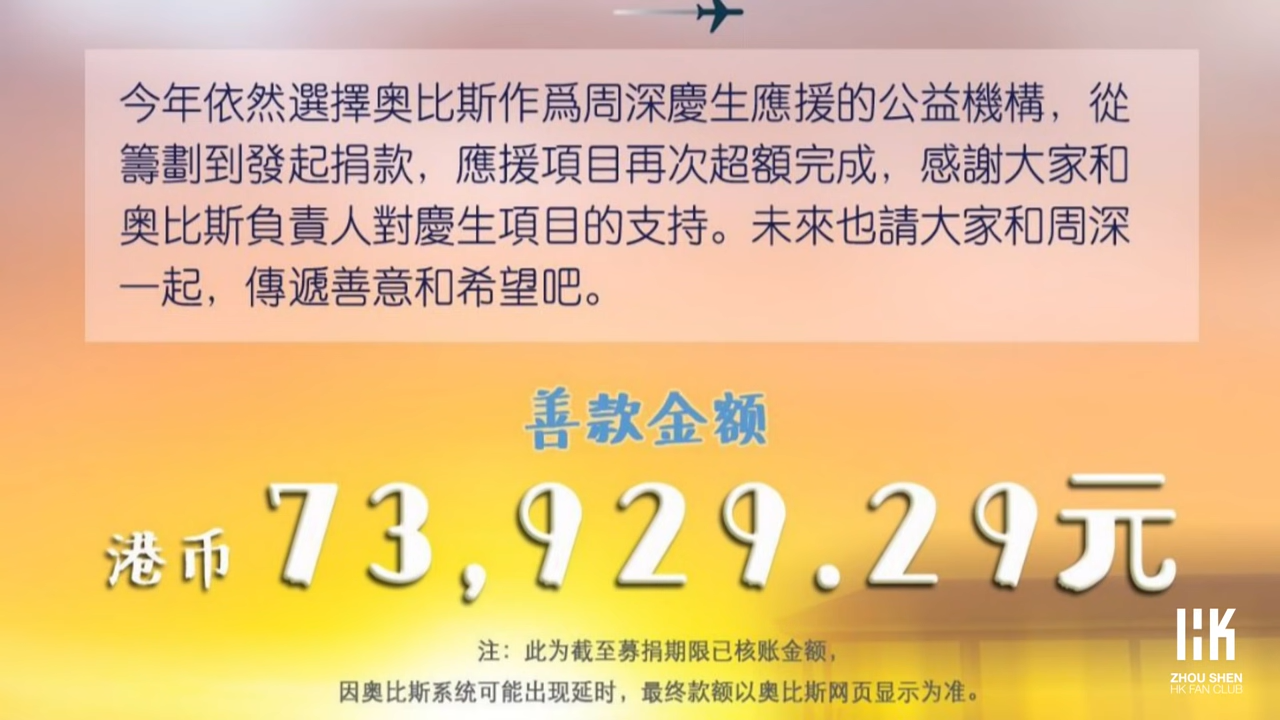 今年依然選擇奥比斯作爲周深慶生應援的公益機構，從
籌劃到發起捐款，應援項目再次超額完成，感謝大家和
奥比斯負責人對慶生項目的支持。未來也請大家和周深
一起，傳遞善意和希望吧。
善款金额
港币 73,929.29元
注：此为截至募捐期限已核账金额，
因奥比斯系统可能出现延时，最终款额以奥比斯网页显示为准。
HK
ZHOU SHEN
HK FAN CLUB